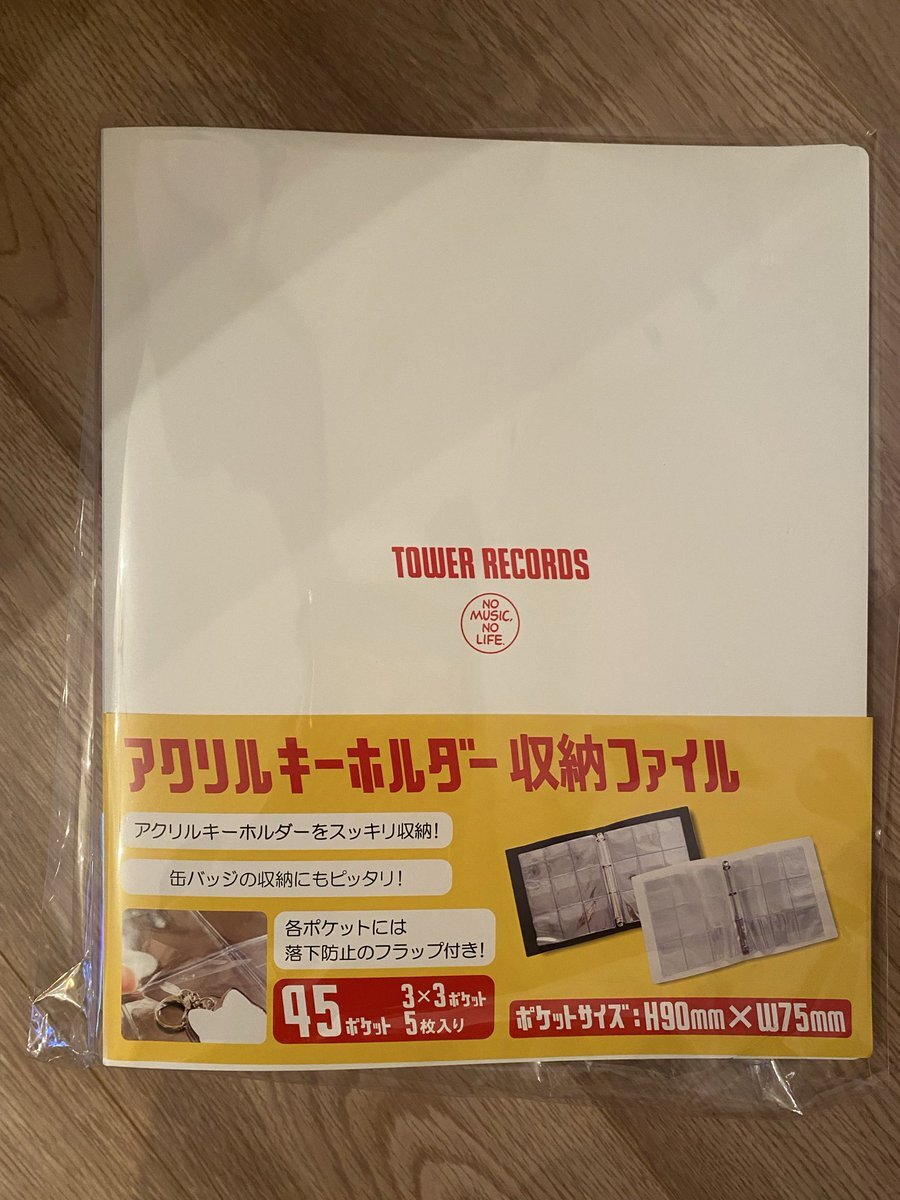 TOWER RECORDS
NO
MUSIC,
NO
LIFE.
アクリルキーホルダー収納ファイル
アクリルキーホルダーをスッキリ収納!
缶バッジの収納にもピッタリ!
各ポケットには
落下防止のフラップ付き!
45ポケット
3×3ポケット
5枚入り
ポケットサイズ:H90mm×W75mm